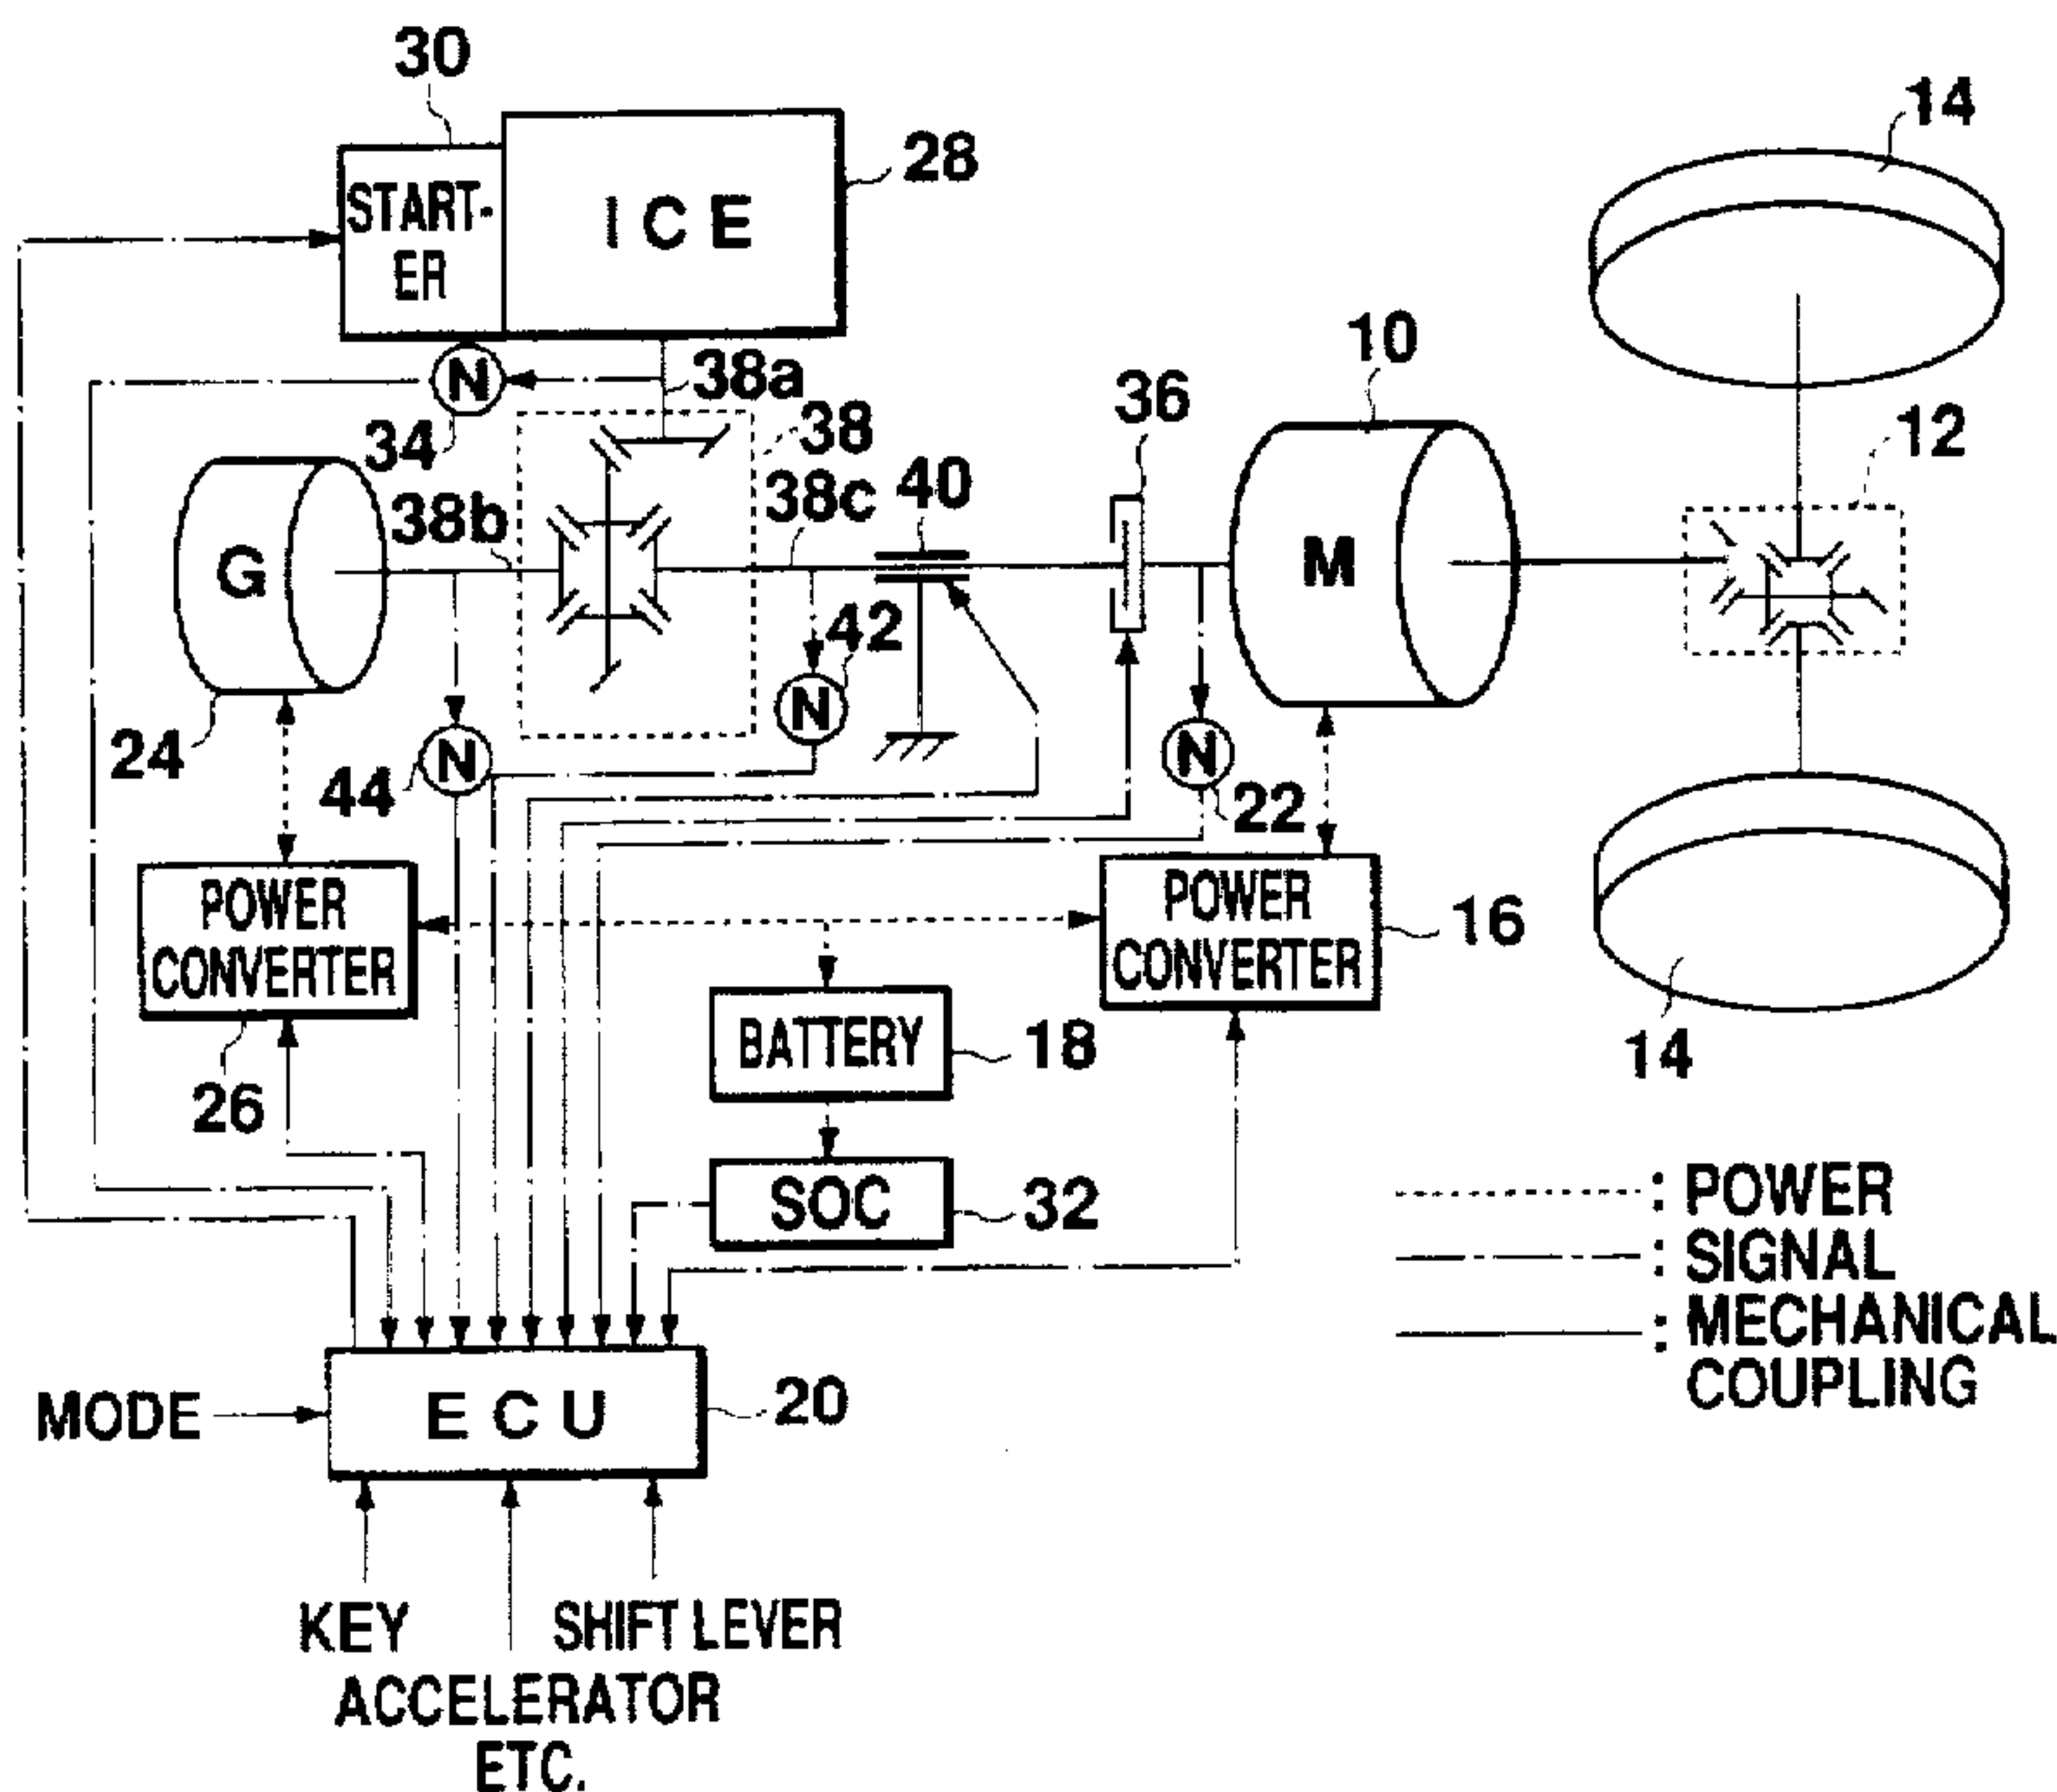 30
14
28
START-
ER
I C E
10
36
12
N
38a
34
38
38c
40
38b
G
M
42
N
24
44
N
N
22
POWER
CONVERTER
POWER
CONVERTER
16
26
BATTERY
18
14
SOC
32
: POWER
: SIGNAL
: MECHANICAL
COUPLING
MODE
E C U
20
KEY
SHIFT LEVER
ACCELERATOR
ETC.